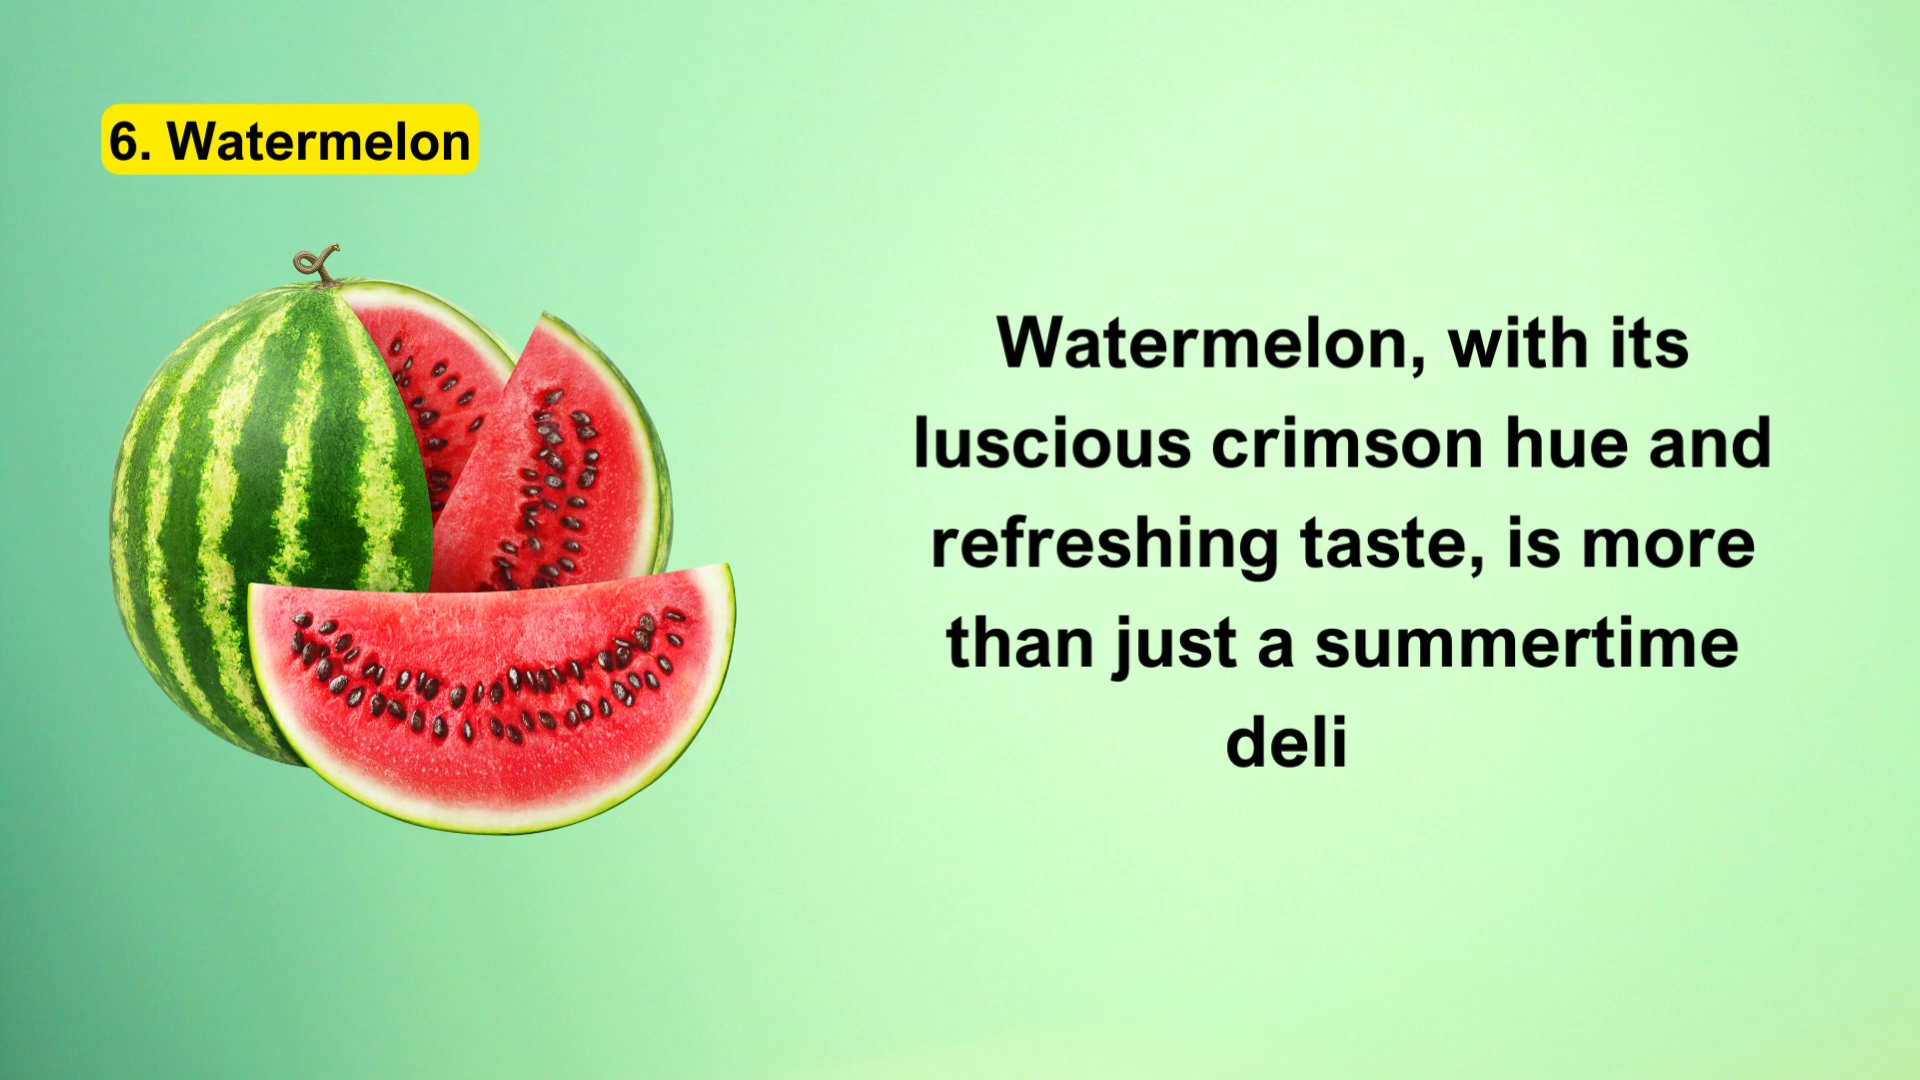 6. Watermelon
Watermelon, with its
luscious crimson hue and
refreshing taste, is more
than just a summertime
deli